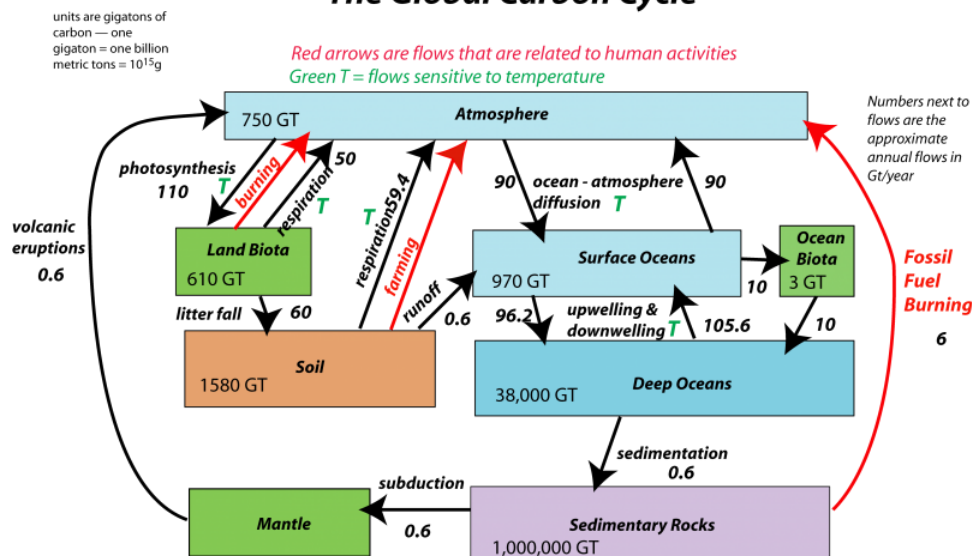 The Global Carbon Cycle
units are gigatons of
carbon — one
gigaton = one billion
metric tons = 10¹⁵g
Red arrows are flows that are related to human activities
Green T = flows sensitive to temperature
Numbers next to
flows are the
approximate
annual flows in
Gt/year
Atmosphere
750 GT
photosynthesis
110
T
burning
respiration
50
T
T
respiration
59.4
farming
90
ocean - atmosphere
diffusion T
90
volcanic
eruptions
0.6
Land Biota
610 GT
litter fall
60
runoff
0.6
Surface Oceans
970 GT
10
Ocean
Biota
3 GT
10
Fossil
Fuel
Burning
6
96.2
upwelling &
downwelling T
105.6
Soil
1580 GT
Deep Oceans
38,000 GT
sedimentation
0.6
subduction
0.6
Mantle
Sedimentary Rocks
1,000,000 GT